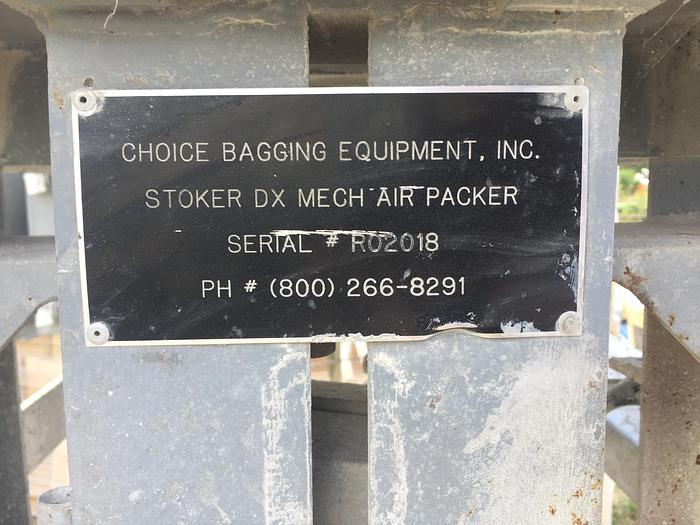 CHOICE BAGGING EQUIPMENT, INC.
STOKER DX MECH AIR PACKER
SERIAL # R02018
PH # (800) 266-8291